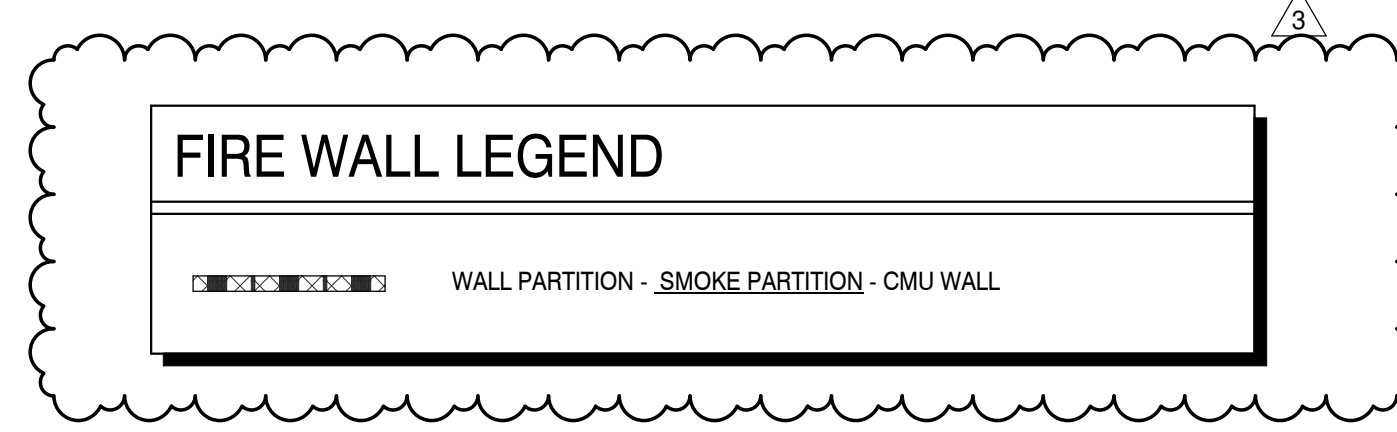 3
FIRE WALL LEGEND
WALL PARTITION - SMOKE PARTITION - CMU WALL